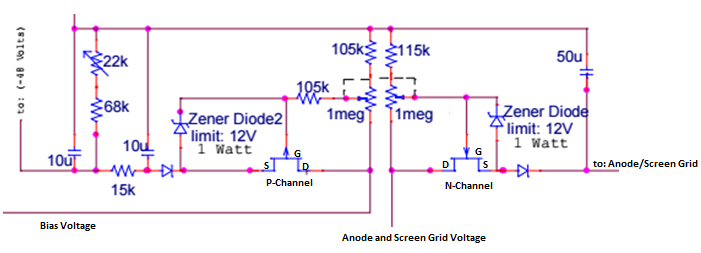 to: (-40 Volts)
22k
68k
10u
15k
10u
Zener Diode2
limit: 12V
1 Watt
S
G
D
P-Channel
105k
105k
115k
1meg
1meg
D
G
S
N-Channel
Zener Diode
limit: 12V
1 Watt
50u
to: Anode/Screen Grid
Bias Voltage
Anode and Screen Grid Voltage